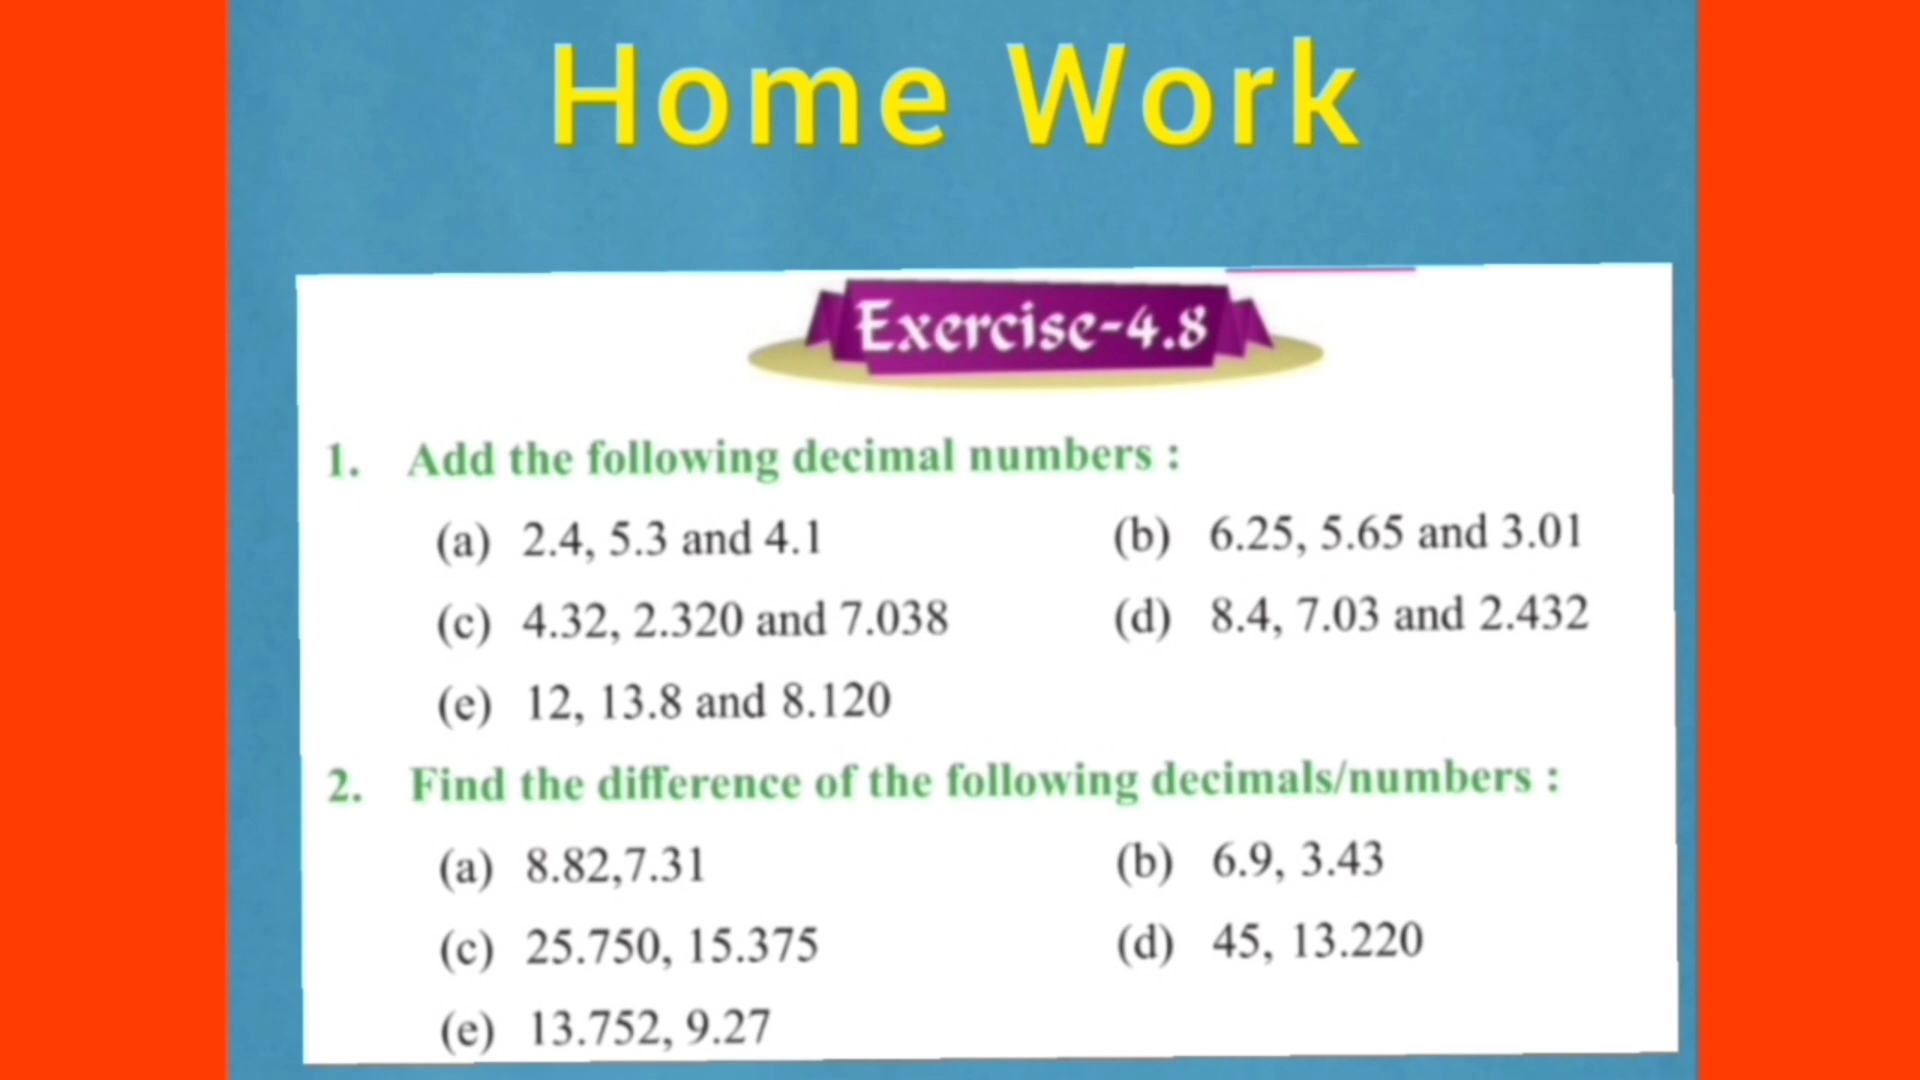 Home Work
Exercise-4.8
1. Add the following decimal numbers :
(a) 2.4, 5.3 and 4.1 (b) 6.25, 5.65 and 3.01
(c) 4.32, 2.320 and 7.038 (d) 8.4, 7.03 and 2.432
(e) 12, 13.8 and 8.120
2. Find the difference of the following decimals/numbers :
(a) 8.82,7.31 (b) 6.9, 3.43
(c) 25.750, 15.375 (d) 45, 13.220
(e) 13.752, 9.27